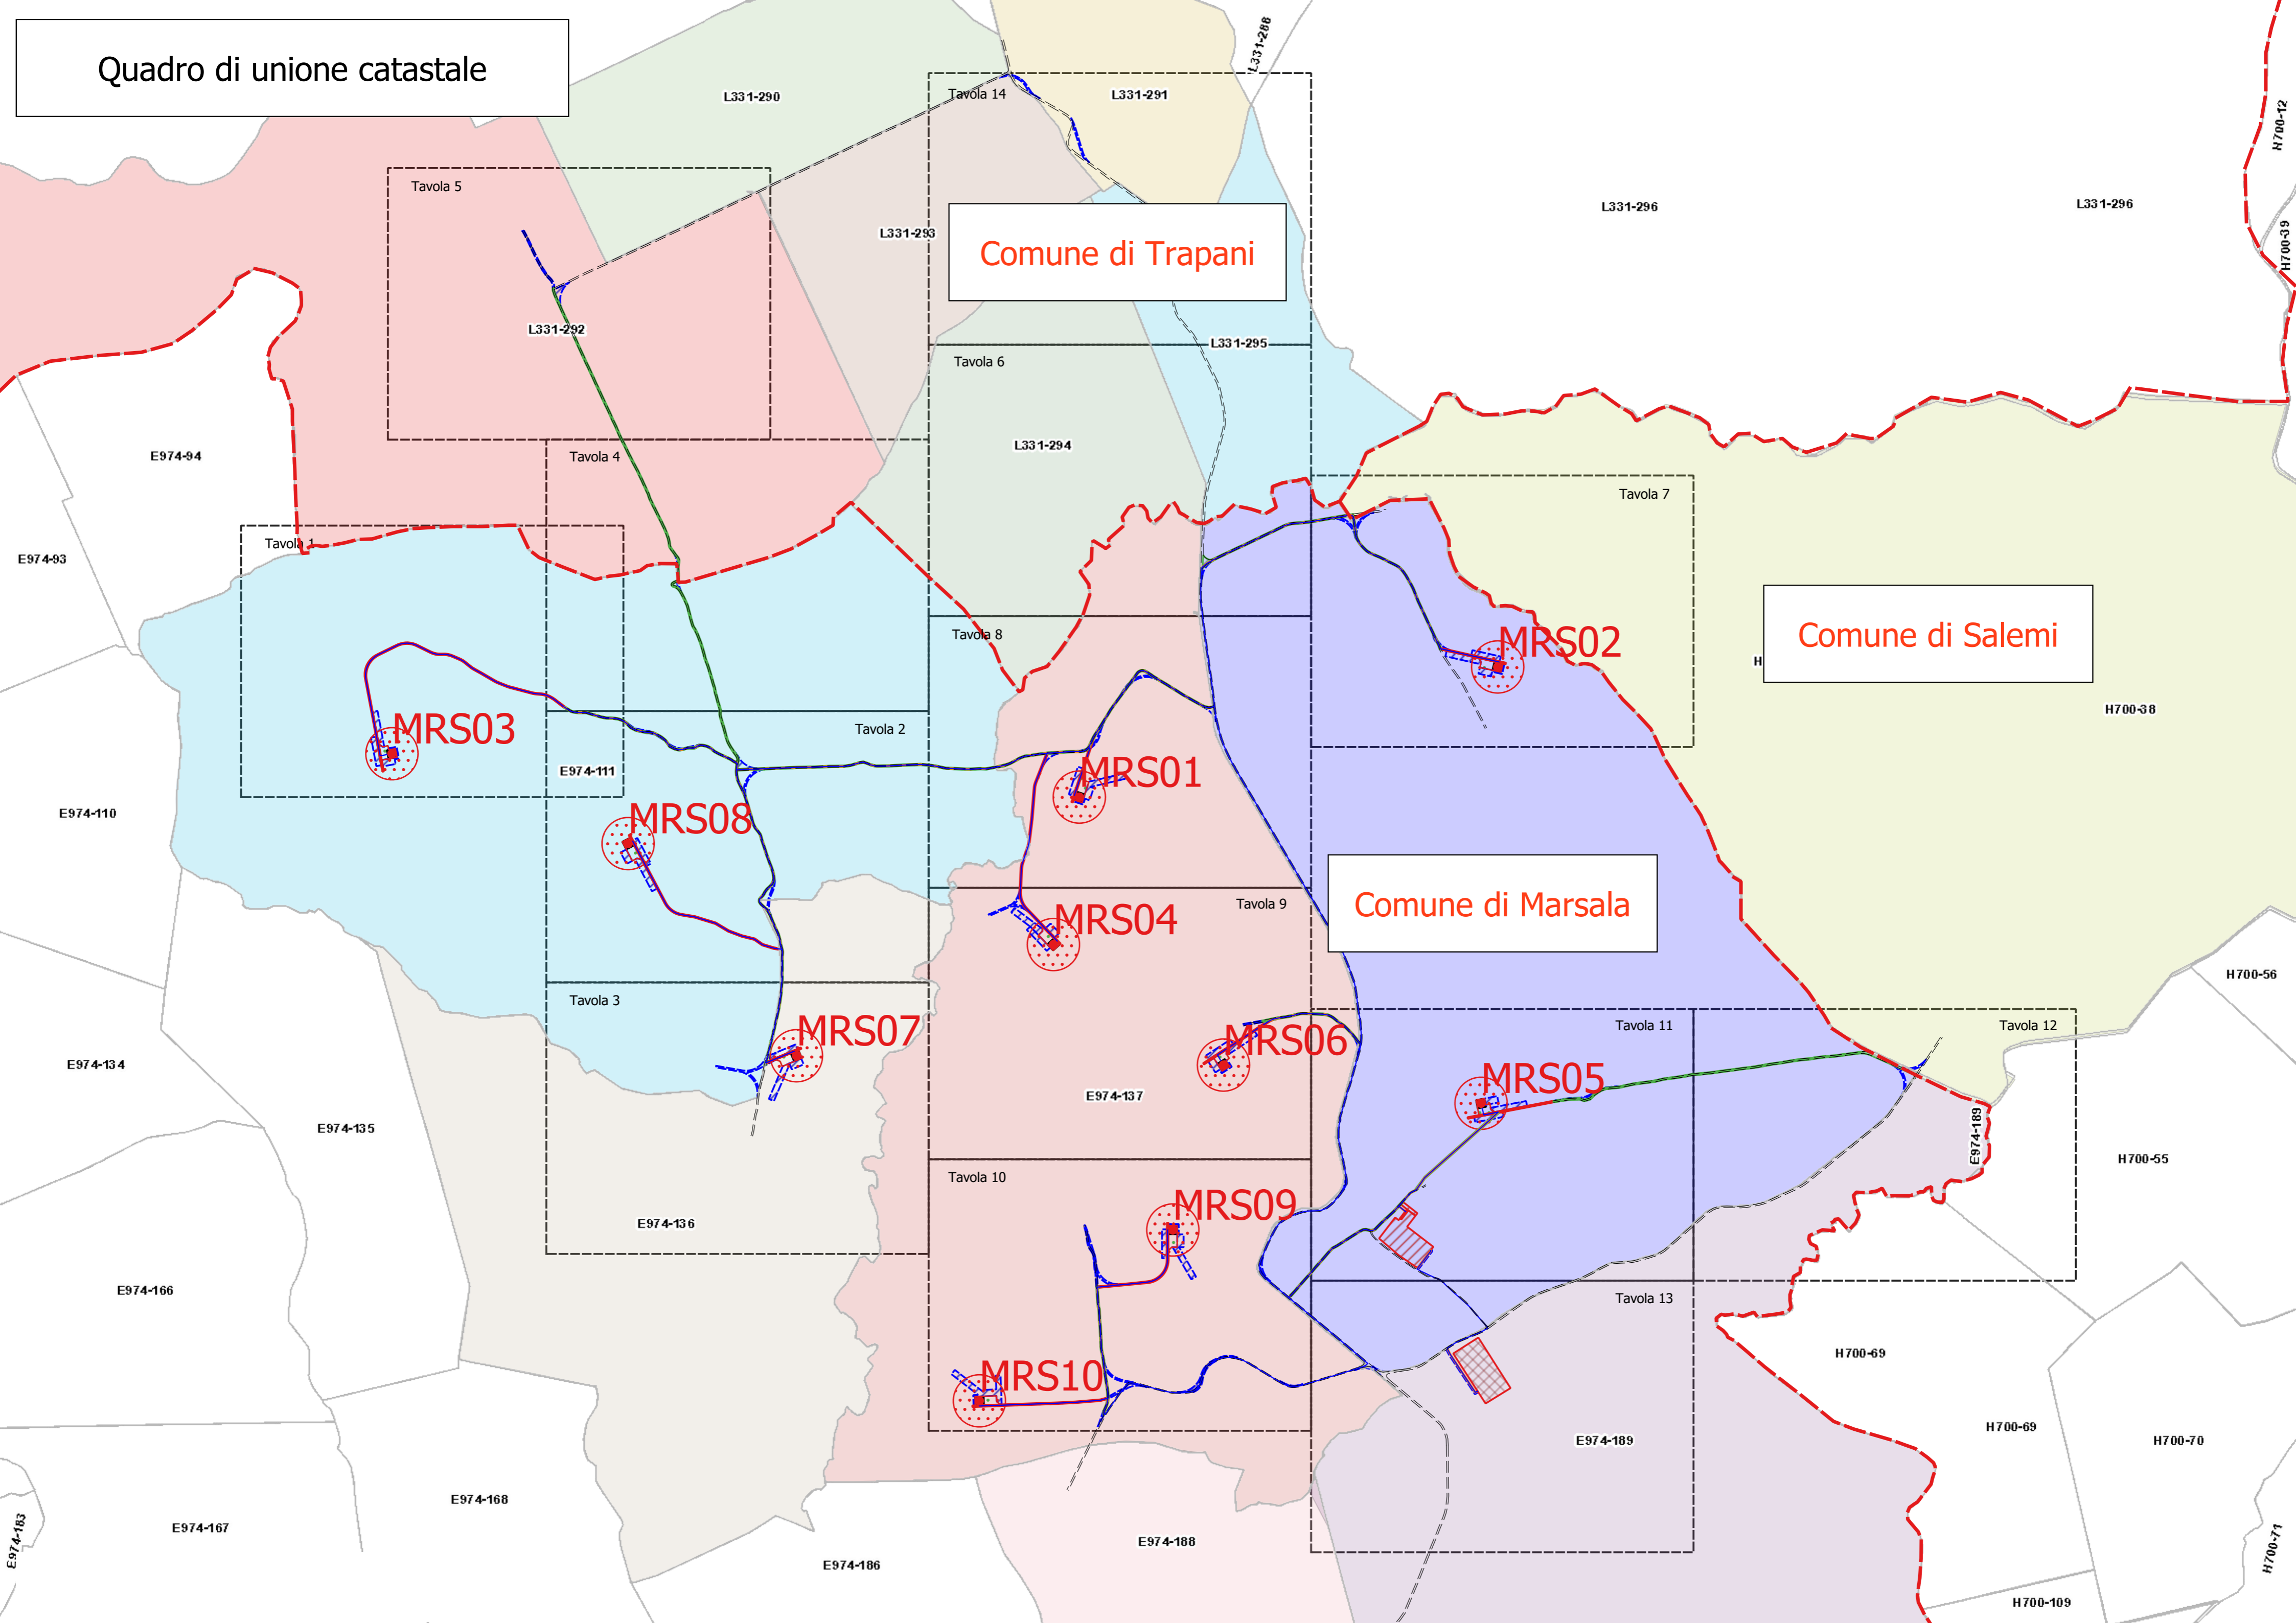 Quadro di unione catastale
L331-288
L331-290
Tavola 14
L331-291
H700-12
Tavola 5
L331-296
L331-296
L331-293
H700-39
Comune di Trapani
L331-292
L331-295
Tavola 6
E974-94
Tavola 4
L331-294
Tavola 7
Tavola 1
E974-93
Tavola 8
MRS02
Comune di Salemi
H
H700-38
MRS03
Tavola 2
E974-111
MRS01
E974-110
MRS08
Tavola 9
Comune di Marsala
MRS04
H700-56
Tavola 3
MRS07
MRS06
Tavola 11
Tavola 12
E974-134
MRS05
E974-137
E974-135
E974-189
H700-55
Tavola 10
MRS09
E974-136
E974-166
Tavola 13
H700-69
MRS10
E974-189
H700-69
H700-70
E974-168
E974-167
E974-183
E974-188
E974-186
H700-71
H700-109